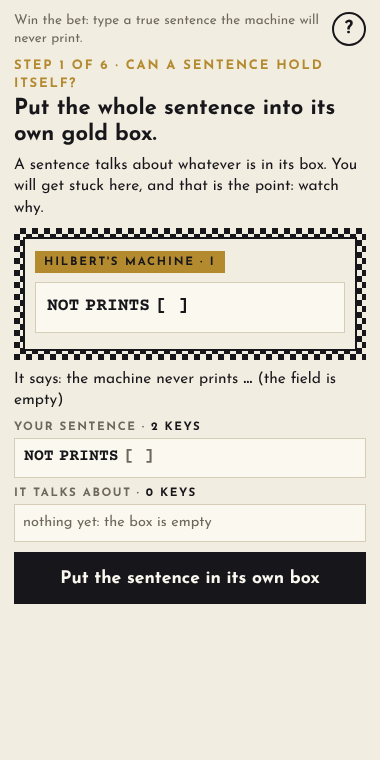 Win the bet: type a true sentence the machine will
never print.
?
STEP 1 OF 6 · CAN A SENTENCE HOLD
ITSELF?
Put the whole sentence into its
own gold box.
A sentence talks about whatever is in its box. You
will get stuck here, and that is the point: watch
why.
HILBERT'S MACHINE · I
NOT PRINTS [ ]
It says: the machine never prints … (the field is
empty)
YOUR SENTENCE · 2 KEYS
NOT PRINTS [ ]
IT TALKS ABOUT · 0 KEYS
nothing yet: the box is empty
Put the sentence in its own box